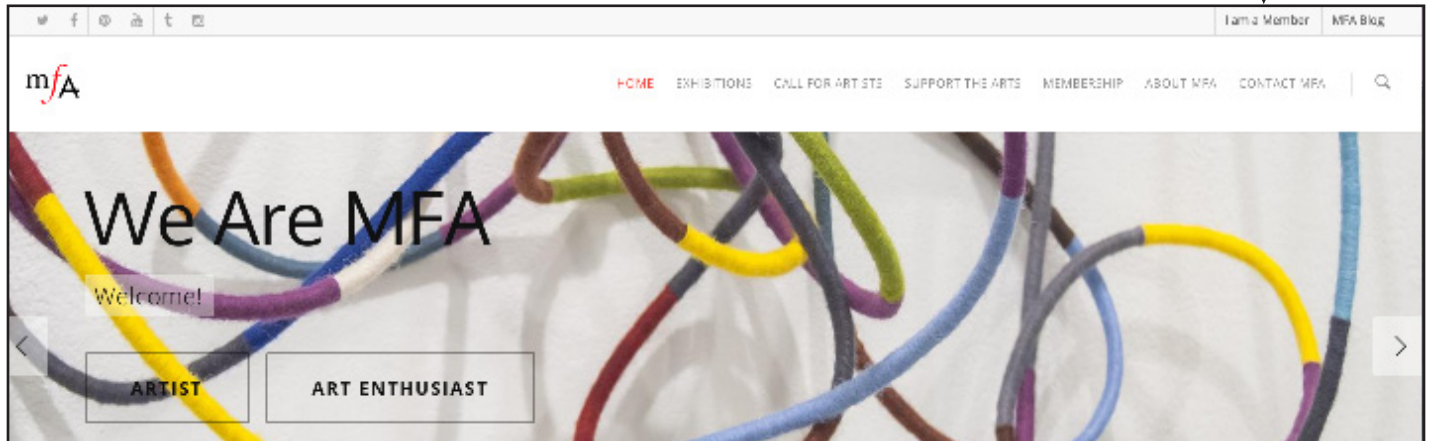 I am a Member MFA Blog
mfA
HOME EXHIBITIONS CALL FOR ARTISTS SUPPORT THE ARTS MEMBERSHIP ABOUT MFA CONTACT MFA
We Are MFA
Welcome!
ARTIST ART ENTHUSIAST